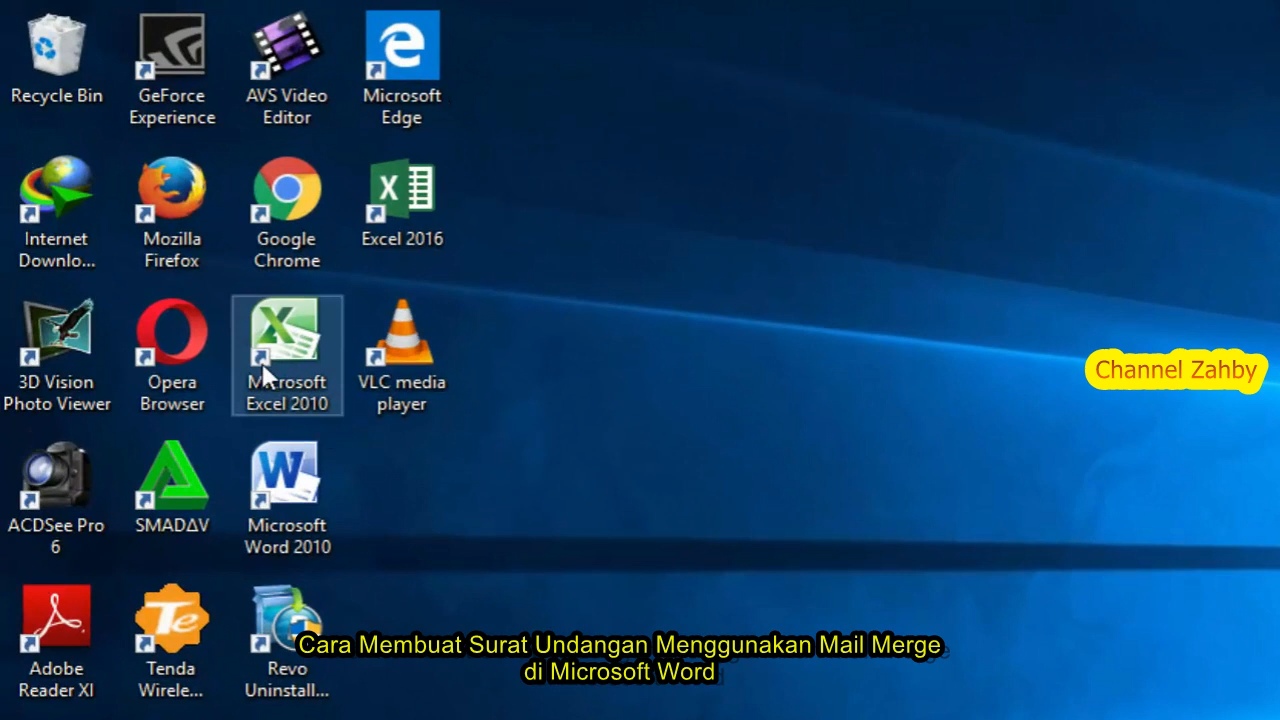 Recycle Bin
GeForce
Experience
AVS Video
Editor
Microsoft
Edge
Internet
Downlo...
Mozilla
Firefox
Google
Chrome
Excel 2016
3D Vision
Photo Viewer
Opera
Browser
Microsoft
Excel 2010
VLC media
player
Channel Zahby
ACDSee Pro
6
SMADΔV
Microsoft
Word 2010
Adobe
Reader XI
Te
Tenda
Wirele...
Revo
Uninstall...
Cara Membuat Surat Undangan Menggunakan Mail Merge
di Microsoft Word